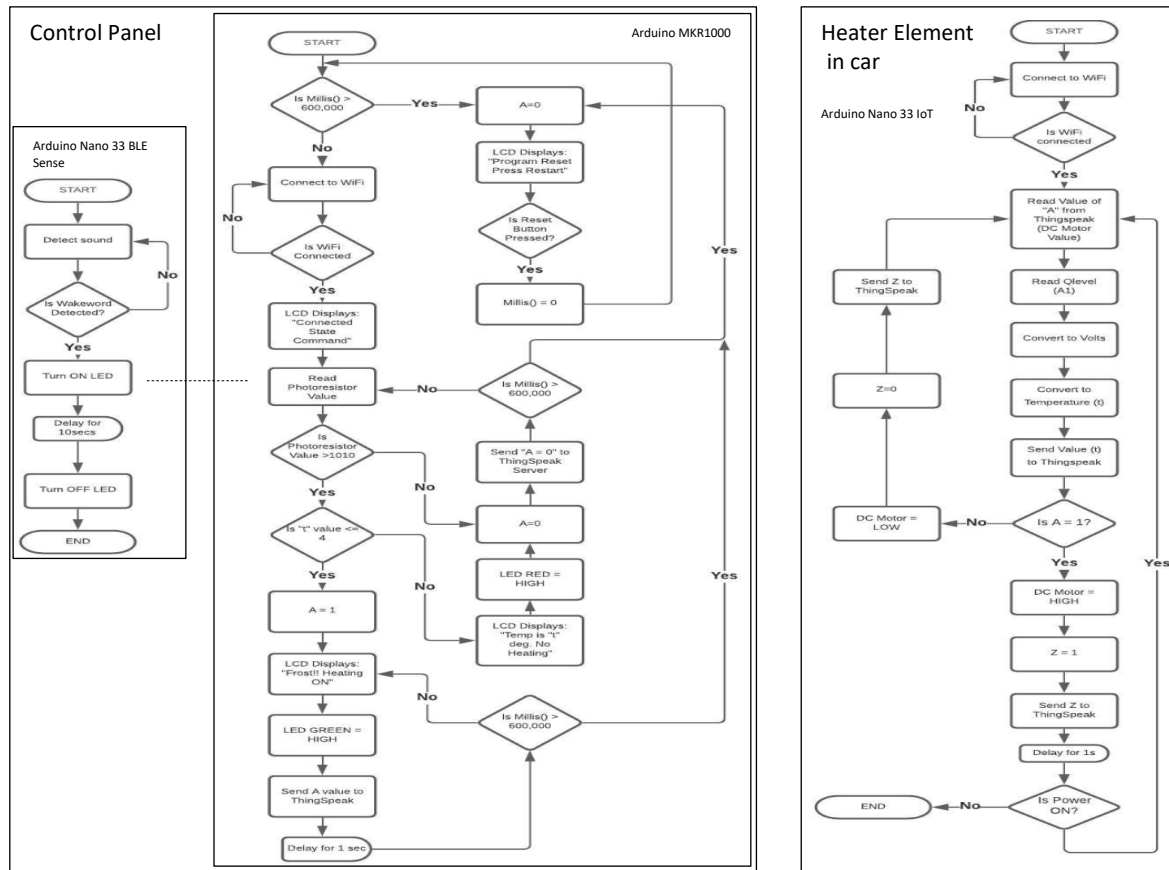 Control Panel
Arduino MKR1000
START
Is Millis() >
600,000
Yes
No
A=0
LCD Displays:
"Program Reset
Press Restart"
Is Reset
Button
Pressed?
Yes
Millis() = 0
Connect to WiFi
No
Is WiFi
Connected
Yes
LCD Displays:
"Connected
State
Command"
Read
Photoresistor
Value
No
Is Millis() >
600,000
Yes
Is
Photoresistor
Value >1010
No
Yes
Send "A = 0" to
ThingSpeak
Server
A=0
Is "t" value <=
4
No
Yes
LED RED =
HIGH
LCD Displays:
"Temp is "t"
deg. No
Heating"
A = 1
LCD Displays:
"Frost!! Heating
ON"
No
Is Millis() >
600,000
Yes
LED GREEN =
HIGH
Send A value to
ThingSpeak
Delay for 1 sec
Arduino Nano 33 BLE
Sense
START
Detect sound
No
Is Wakeword
Detected?
Yes
Turn ON LED
Delay for
10secs
Turn OFF LED
END
Heater Element
in car
Arduino Nano 33 IoT
START
Connect to WiFi
No
Is WiFi
connected
Yes
Read Value of
"A" from
Thingspeak
(DC Motor
Value)
Read Qlevel
(A1)
Convert to Volts
Convert to
Temperature (t)
Send Value (t)
to Thingspeak
Is A = 1?
No
DC Motor =
LOW
Z=0
Send Z to
ThingSpeak
Yes
DC Motor =
HIGH
Z = 1
Send Z to
ThingSpeak
Delay for 1s
Is Power
ON?
No
END
Yes